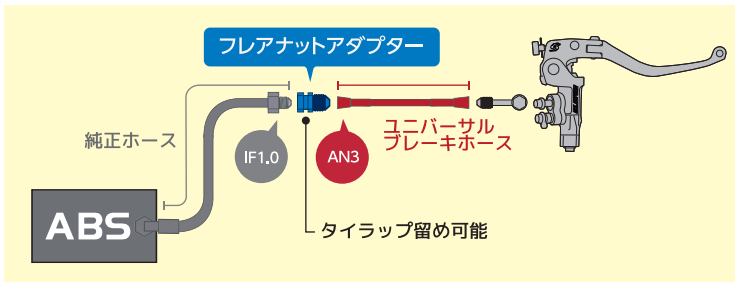 フレアナットアダプター
純正ホース
IF1.0
AN3
ユニバーサル
ブレーキホース
ABS
タイラップ留め可能